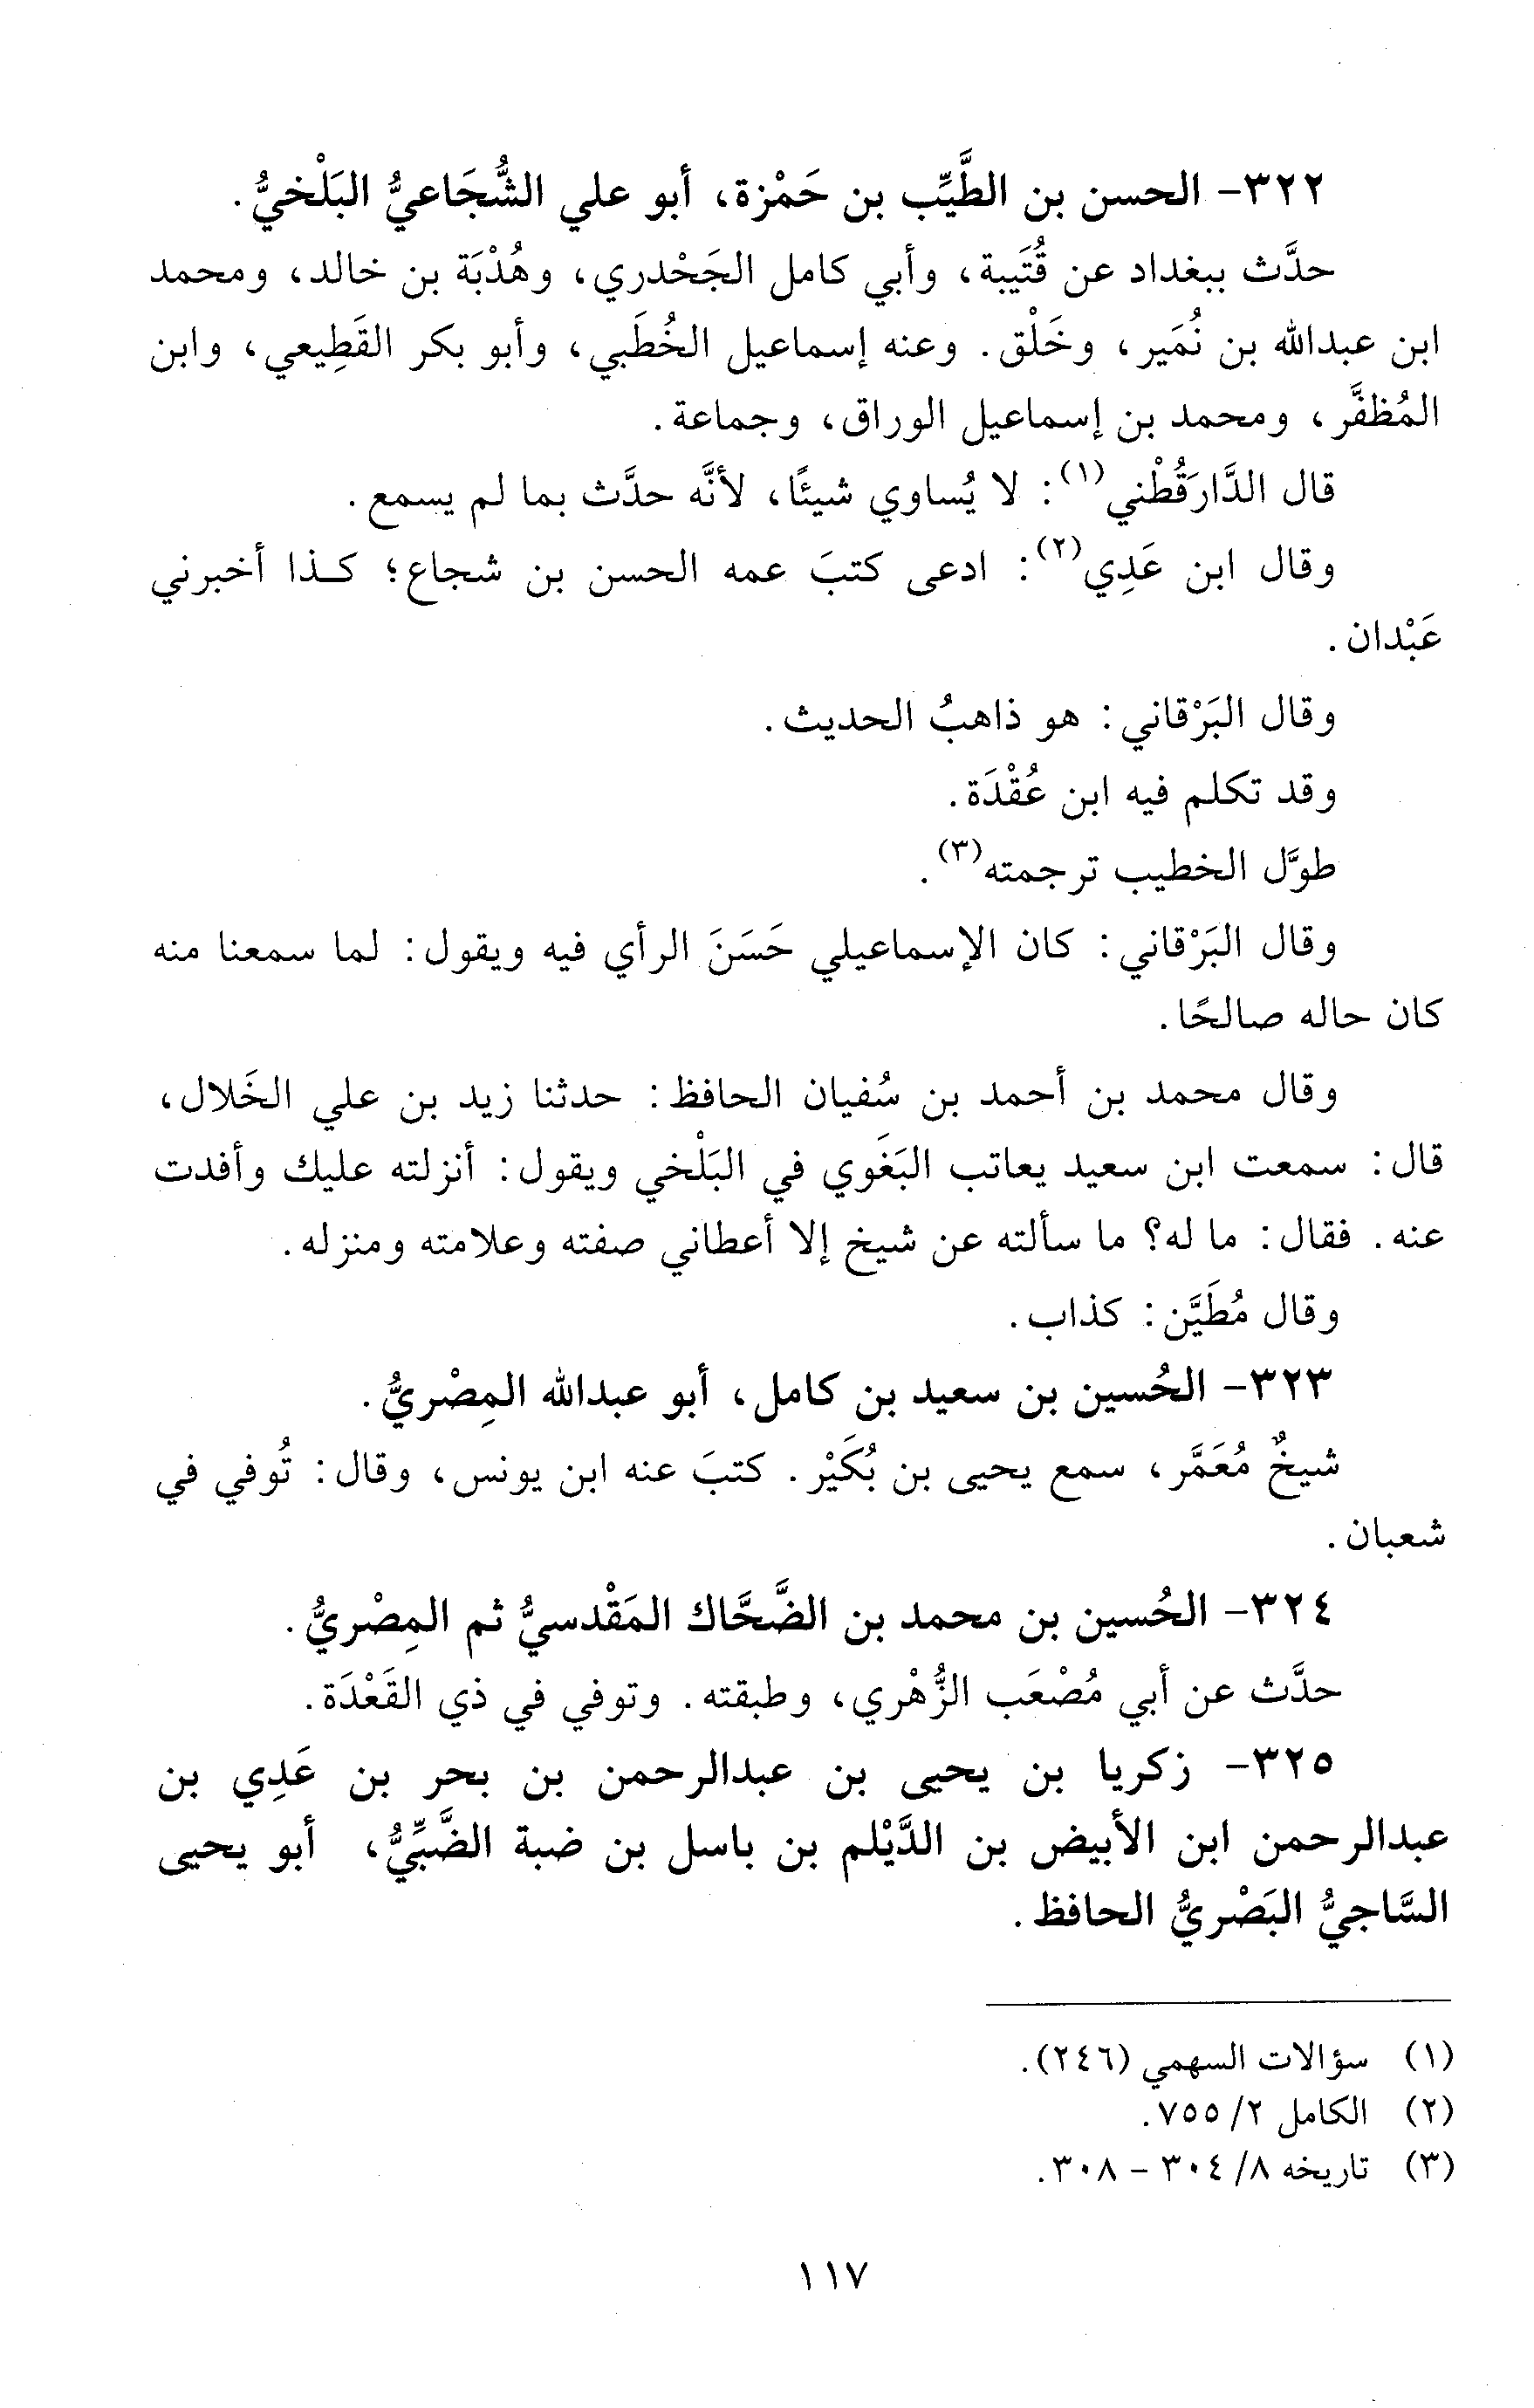 ٣٢٢- الحسن بن الطَّيِّب بن حَمْزة، أبو علي الشُّجَاعيُّ البَلْخيُّ.
حدَّث ببغداد عن قُتَيبة، وأبي كامل الجَحْدري، وهُدْبَة بن خالد، ومحمد
ابن عبدالله بن نُمَير، وخَلْق. وعنه إسماعيل الخُطَبي، وأبو بكر القَطِيعي، وابن
المُظفَّر، ومحمد بن إسماعيل الوراق، وجماعة.
قال الدَّارَقُطْني(١): لا يُساوي شيئًا، لأنَّه حدَّث بما لم يسمع.
وقال ابن عَدِي(٢): ادعى كتبَ عمه الحسن بن شجاع؛ كذا أخبرني
عَبْدان.
وقال البَرْقاني: هو ذاهبُ الحديث.
وقد تكلم فيه ابن عُقْدَة.
طوَّل الخطيب ترجمته(٣).
وقال البَرْقاني: كان الإسماعيلي حَسَنَ الرأي فيه ويقول: لما سمعنا منه
كان حاله صالحًا.
وقال محمد بن أحمد بن سُفيان الحافظ: حدثنا زيد بن علي الخَلال،
قال: سمعت ابن سعيد يعاتب البَغَوي في البَلْخي ويقول: أنزلته عليك وأفدت
عنه. فقال: ما له؟ ما سألته عن شيخ إلا أعطاني صفته وعلامته ومنزله.
وقال مُطَيَّن: كذاب.
٣٢٣- الحُسين بن سعيد بن كامل، أبو عبدالله المِصْريُّ.
شيخٌ مُعَمَّر، سمع يحيى بن بُكَيْر. كتبَ عنه ابن يونس، وقال: تُوفي في
شعبان.
٣٢٤- الحُسين بن محمد بن الضَّحَّاك المَقْدسيُّ ثم المِصْريُّ.
حدَّث عن أبي مُصْعَب الزُّهْري، وطبقته. وتوفي في ذي القَعْدَة.
٣٢٥- زكريا بن يحيى بن عبدالرحمن بن بحر بن عَدِي بن
عبدالرحمن ابن الأبيض بن الدَّيْلم بن باسل بن ضبة الضَّبِّيُّ، أبو يحيى
السَّاجيُّ البَصْريُّ الحافظ.
(١) سؤالات السهمي (٢٤٦).
(٢) الكامل ٢/ ٧٥٥.
(٣) تاريخه ٨/ ٣٠٤ - ٣٠٨.
١١٧